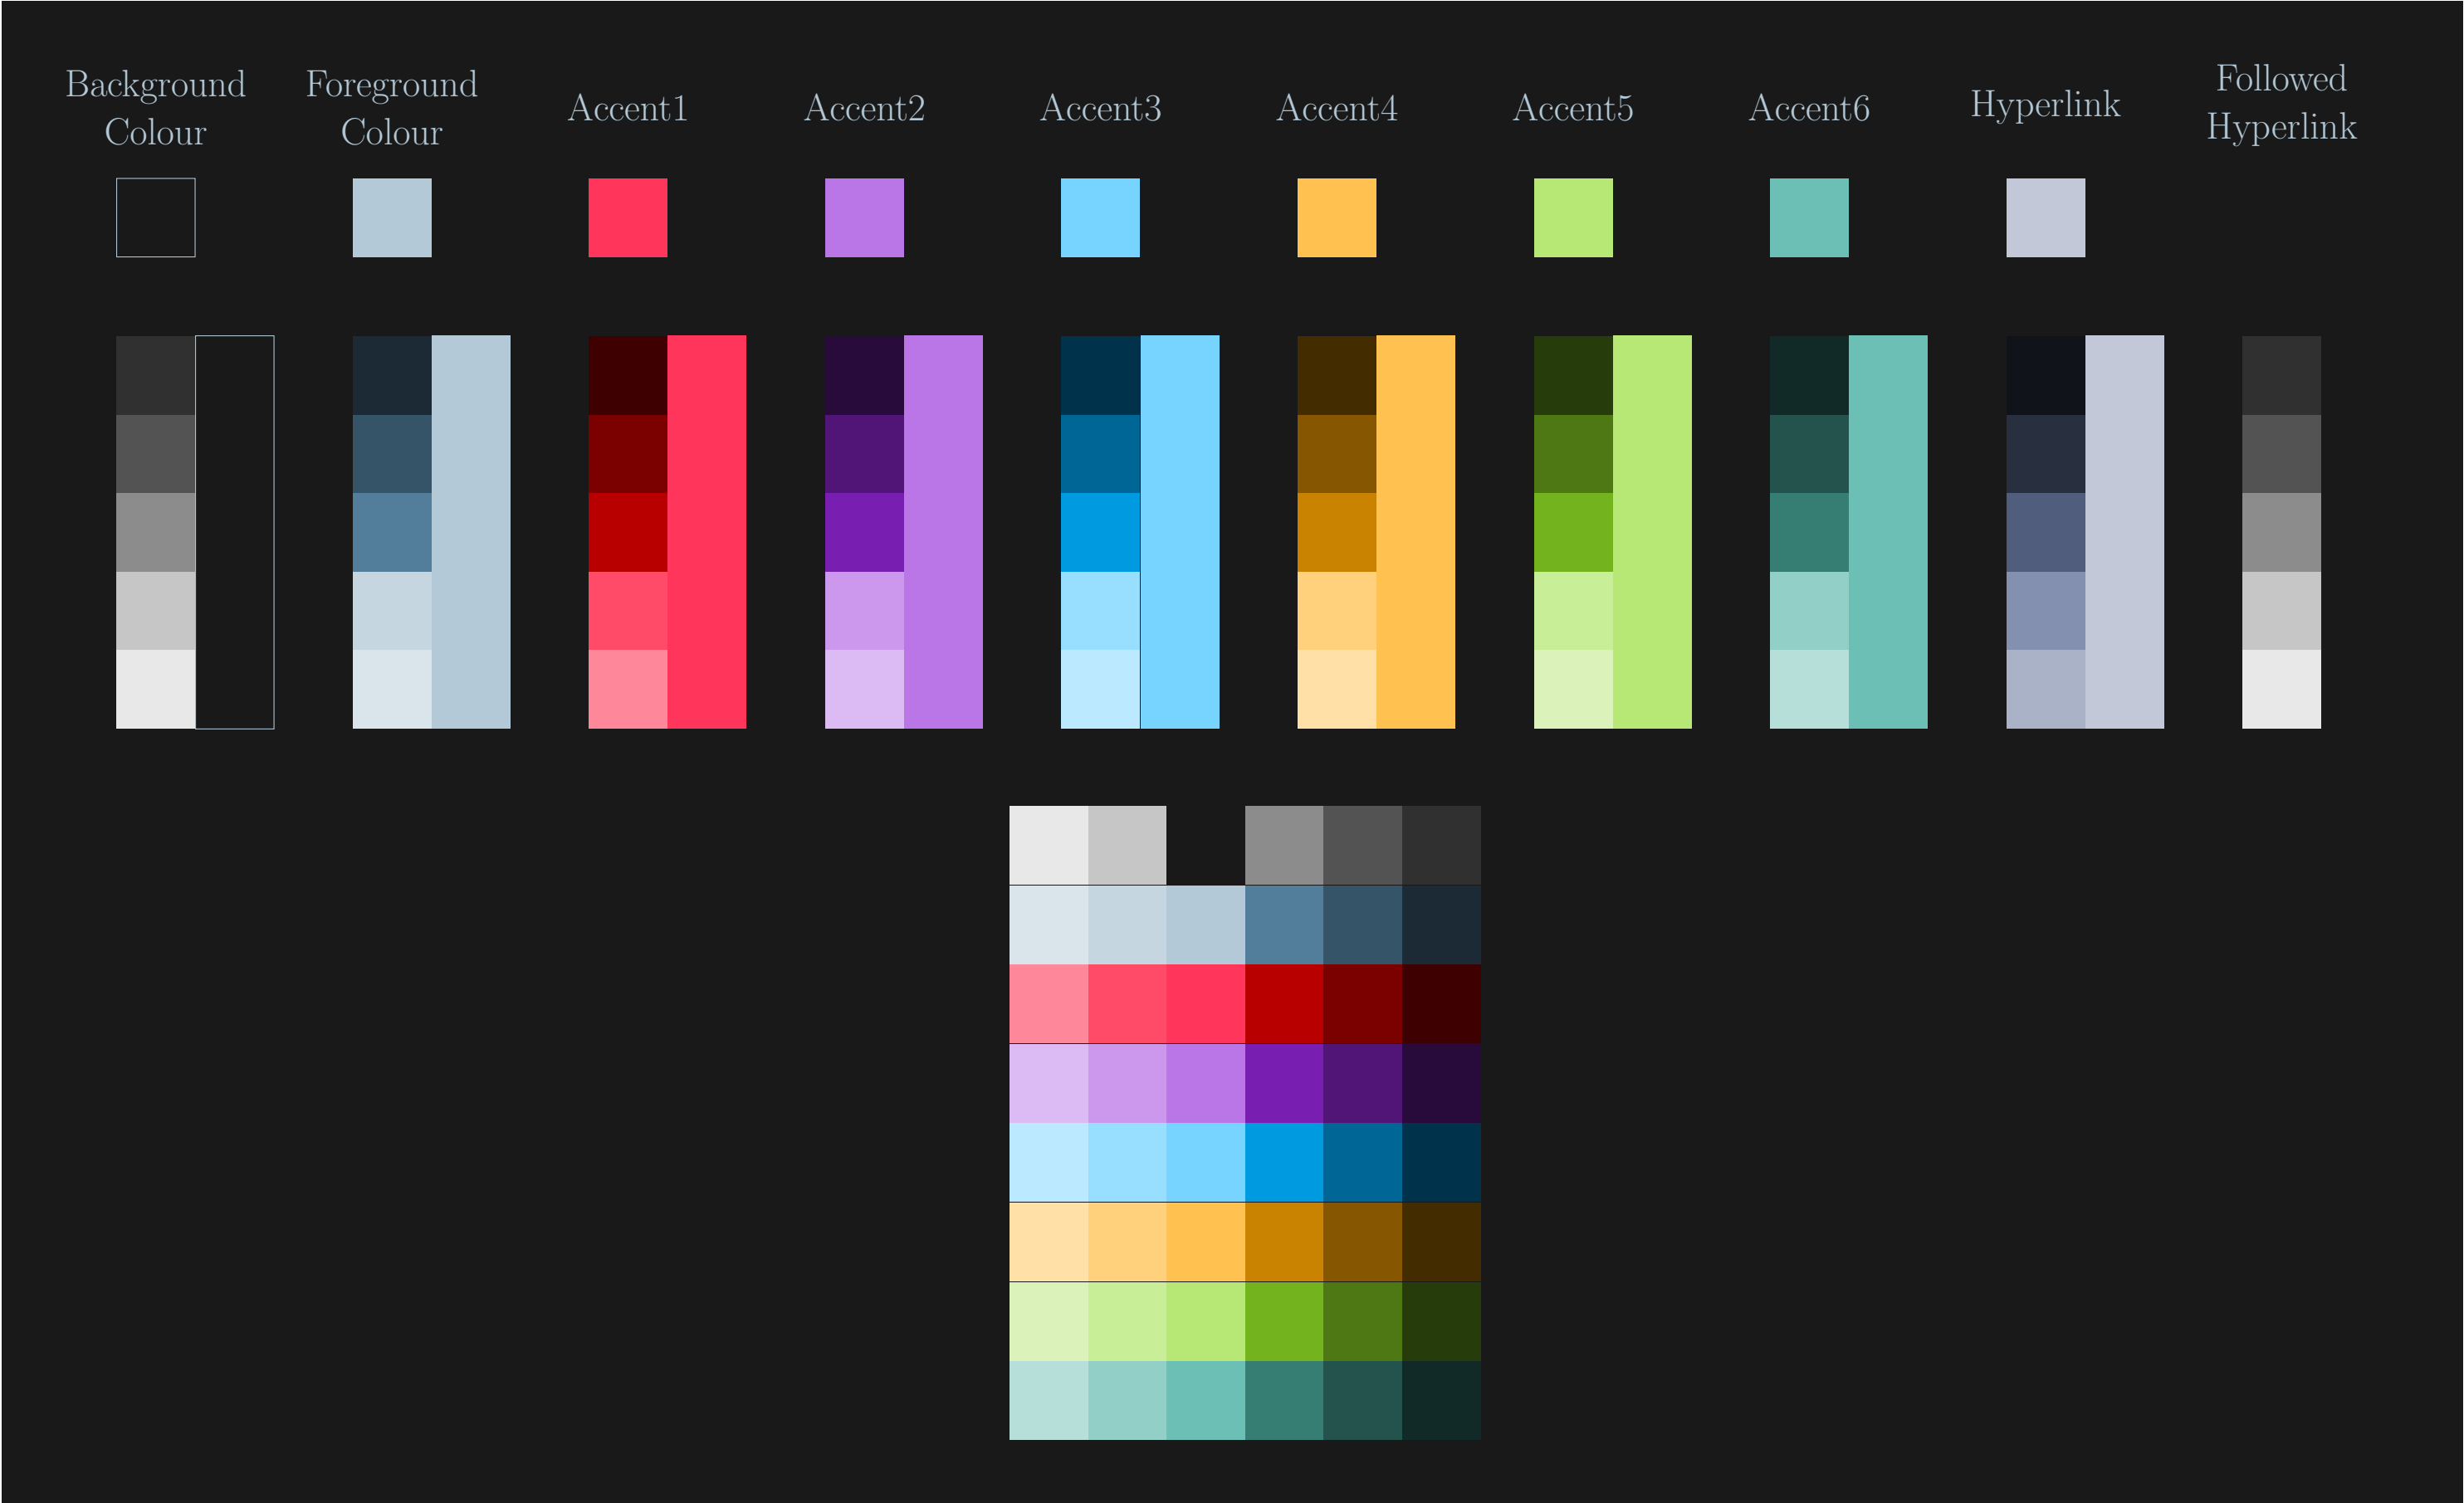 Background
Colour
Foreground
Colour
Accent1
Accent2
Accent3
Accent4
Accent5
Accent6
Hyperlink
Followed
Hyperlink